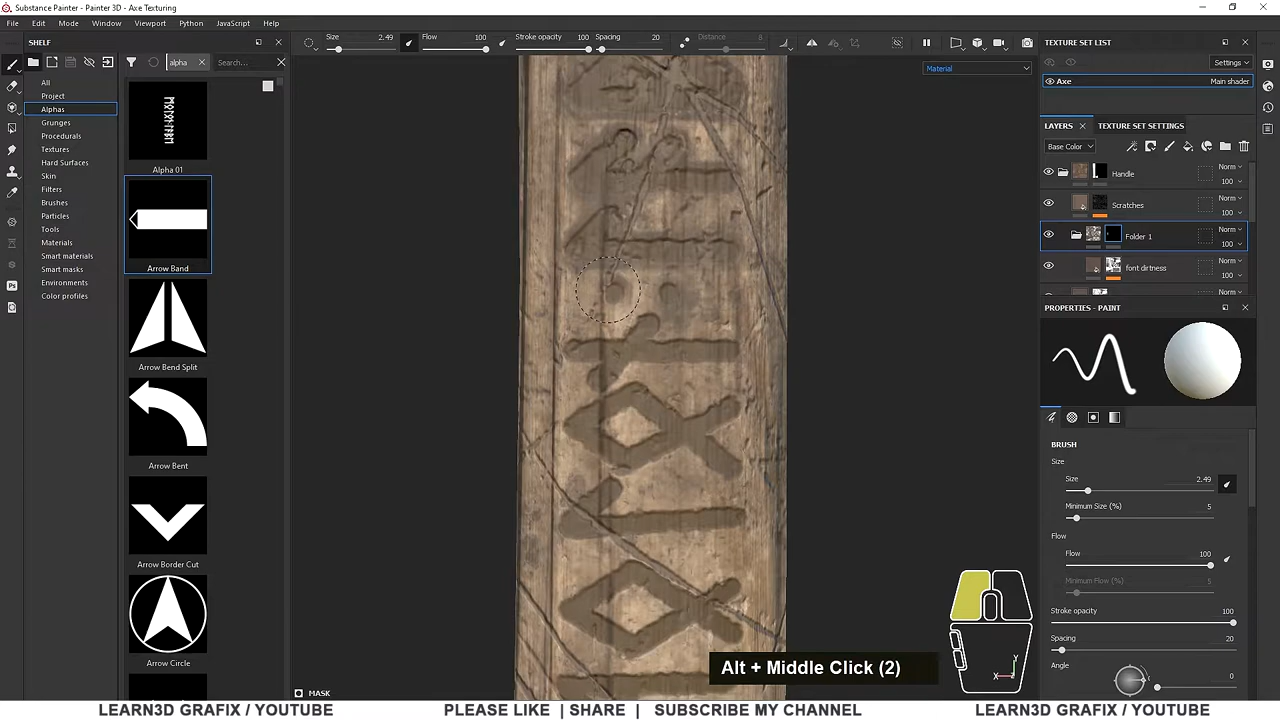 Substance Painter - Painter 3D - Axe Texturing
File Edit Mode Window Viewport Python JavaScript Help
SHELF
Size 2.49 Flow 100 Stroke opacity 100 Spacing 20 Distance 8
alpha Search...
All
Project
Alphas
Grunges
Procedurals
Textures
Hard Surfaces
Skin
Filters
Brushes
Particles
Tools
Materials
Smart materials
Smart masks
Environments
Color profiles
Alpha 01
Arrow Band
Arrow Bend Split
Arrow Bent
Arrow Border Cut
Arrow Circle
Material
MASK
Alt + Middle Click (2)
Y
X
TEXTURE SET LIST
Settings
Axe Main shader
LAYERS TEXTURE SET SETTINGS
Base Color
Handle Norm 100
Scratches Norm 100
Folder 1 Norm 100
font dirtness Norm 100
Norm
PROPERTIES - PAINT
BRUSH
Size
Size 2.49
Minimum Size (%) 5
Flow
Flow 100
Minimum Flow (%) 5
Stroke opacity 100
Spacing 20
Angle 0
Ps
LEARN3D GRAFIX / YOUTUBE PLEASE LIKE | SHARE | SUBSCRIBE MY CHANNEL LEARN3D GRAFIX / YOUTUBE